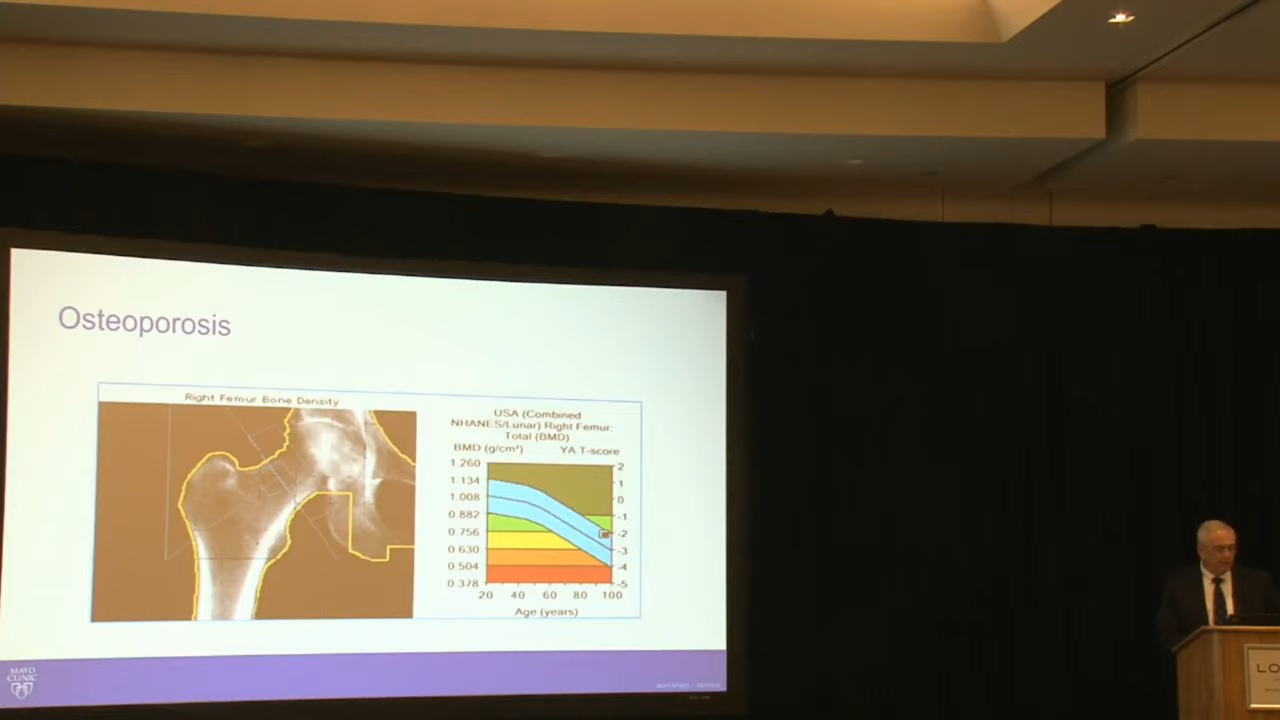 Osteoporosis
Right Femur Bone Density
USA (Combined
NHANES/Lunar) Right Femur:
Total (BMD)
BMD (g/cm²) YA T-score
1.260 2
1.134 1
1.008 0
0.882 -1
0.756 -2
0.630 -3
0.504 -4
0.378 -5
20 40 60 80 100
Age (years)
MAYO
CLINIC
LO